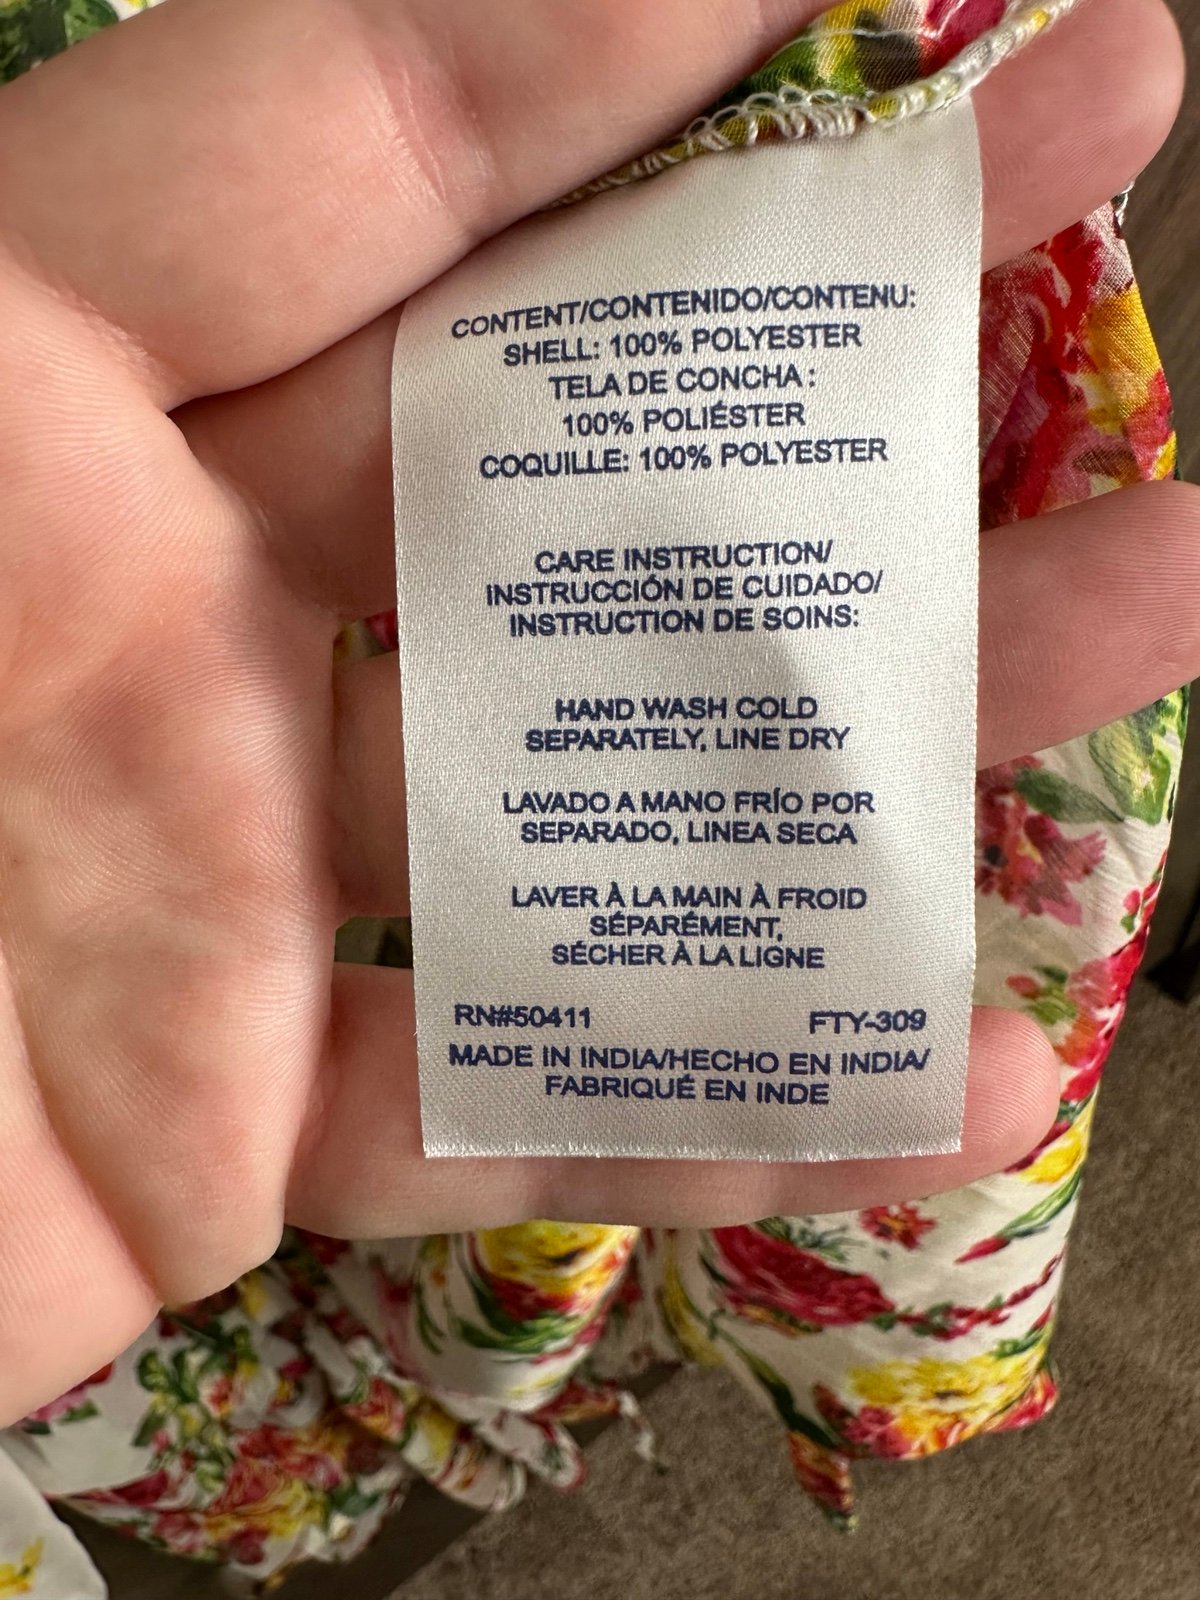 CONTENT/CONTENIDO/CONTENU:
SHELL: 100% POLYESTER
TELA DE CONCHA:
100% POLIÉSTER
COQUILLE: 100% POLYESTER
CARE INSTRUCTION/
INSTRUCCIÓN DE CUIDADO/
INSTRUCTION DE SOINS:
HAND WASH COLD
SEPARATELY, LINE DRY
LAVADO A MANO FRÍO POR
SEPARADO, LINEA SECA
LAVER À LA MAIN À FROID
SÉPARÉMENT,
SÉCHER À LA LIGNE
RN#50411 FTY-309
MADE IN INDIA/HECHO EN INDIA/
FABRIQUÉ EN INDE